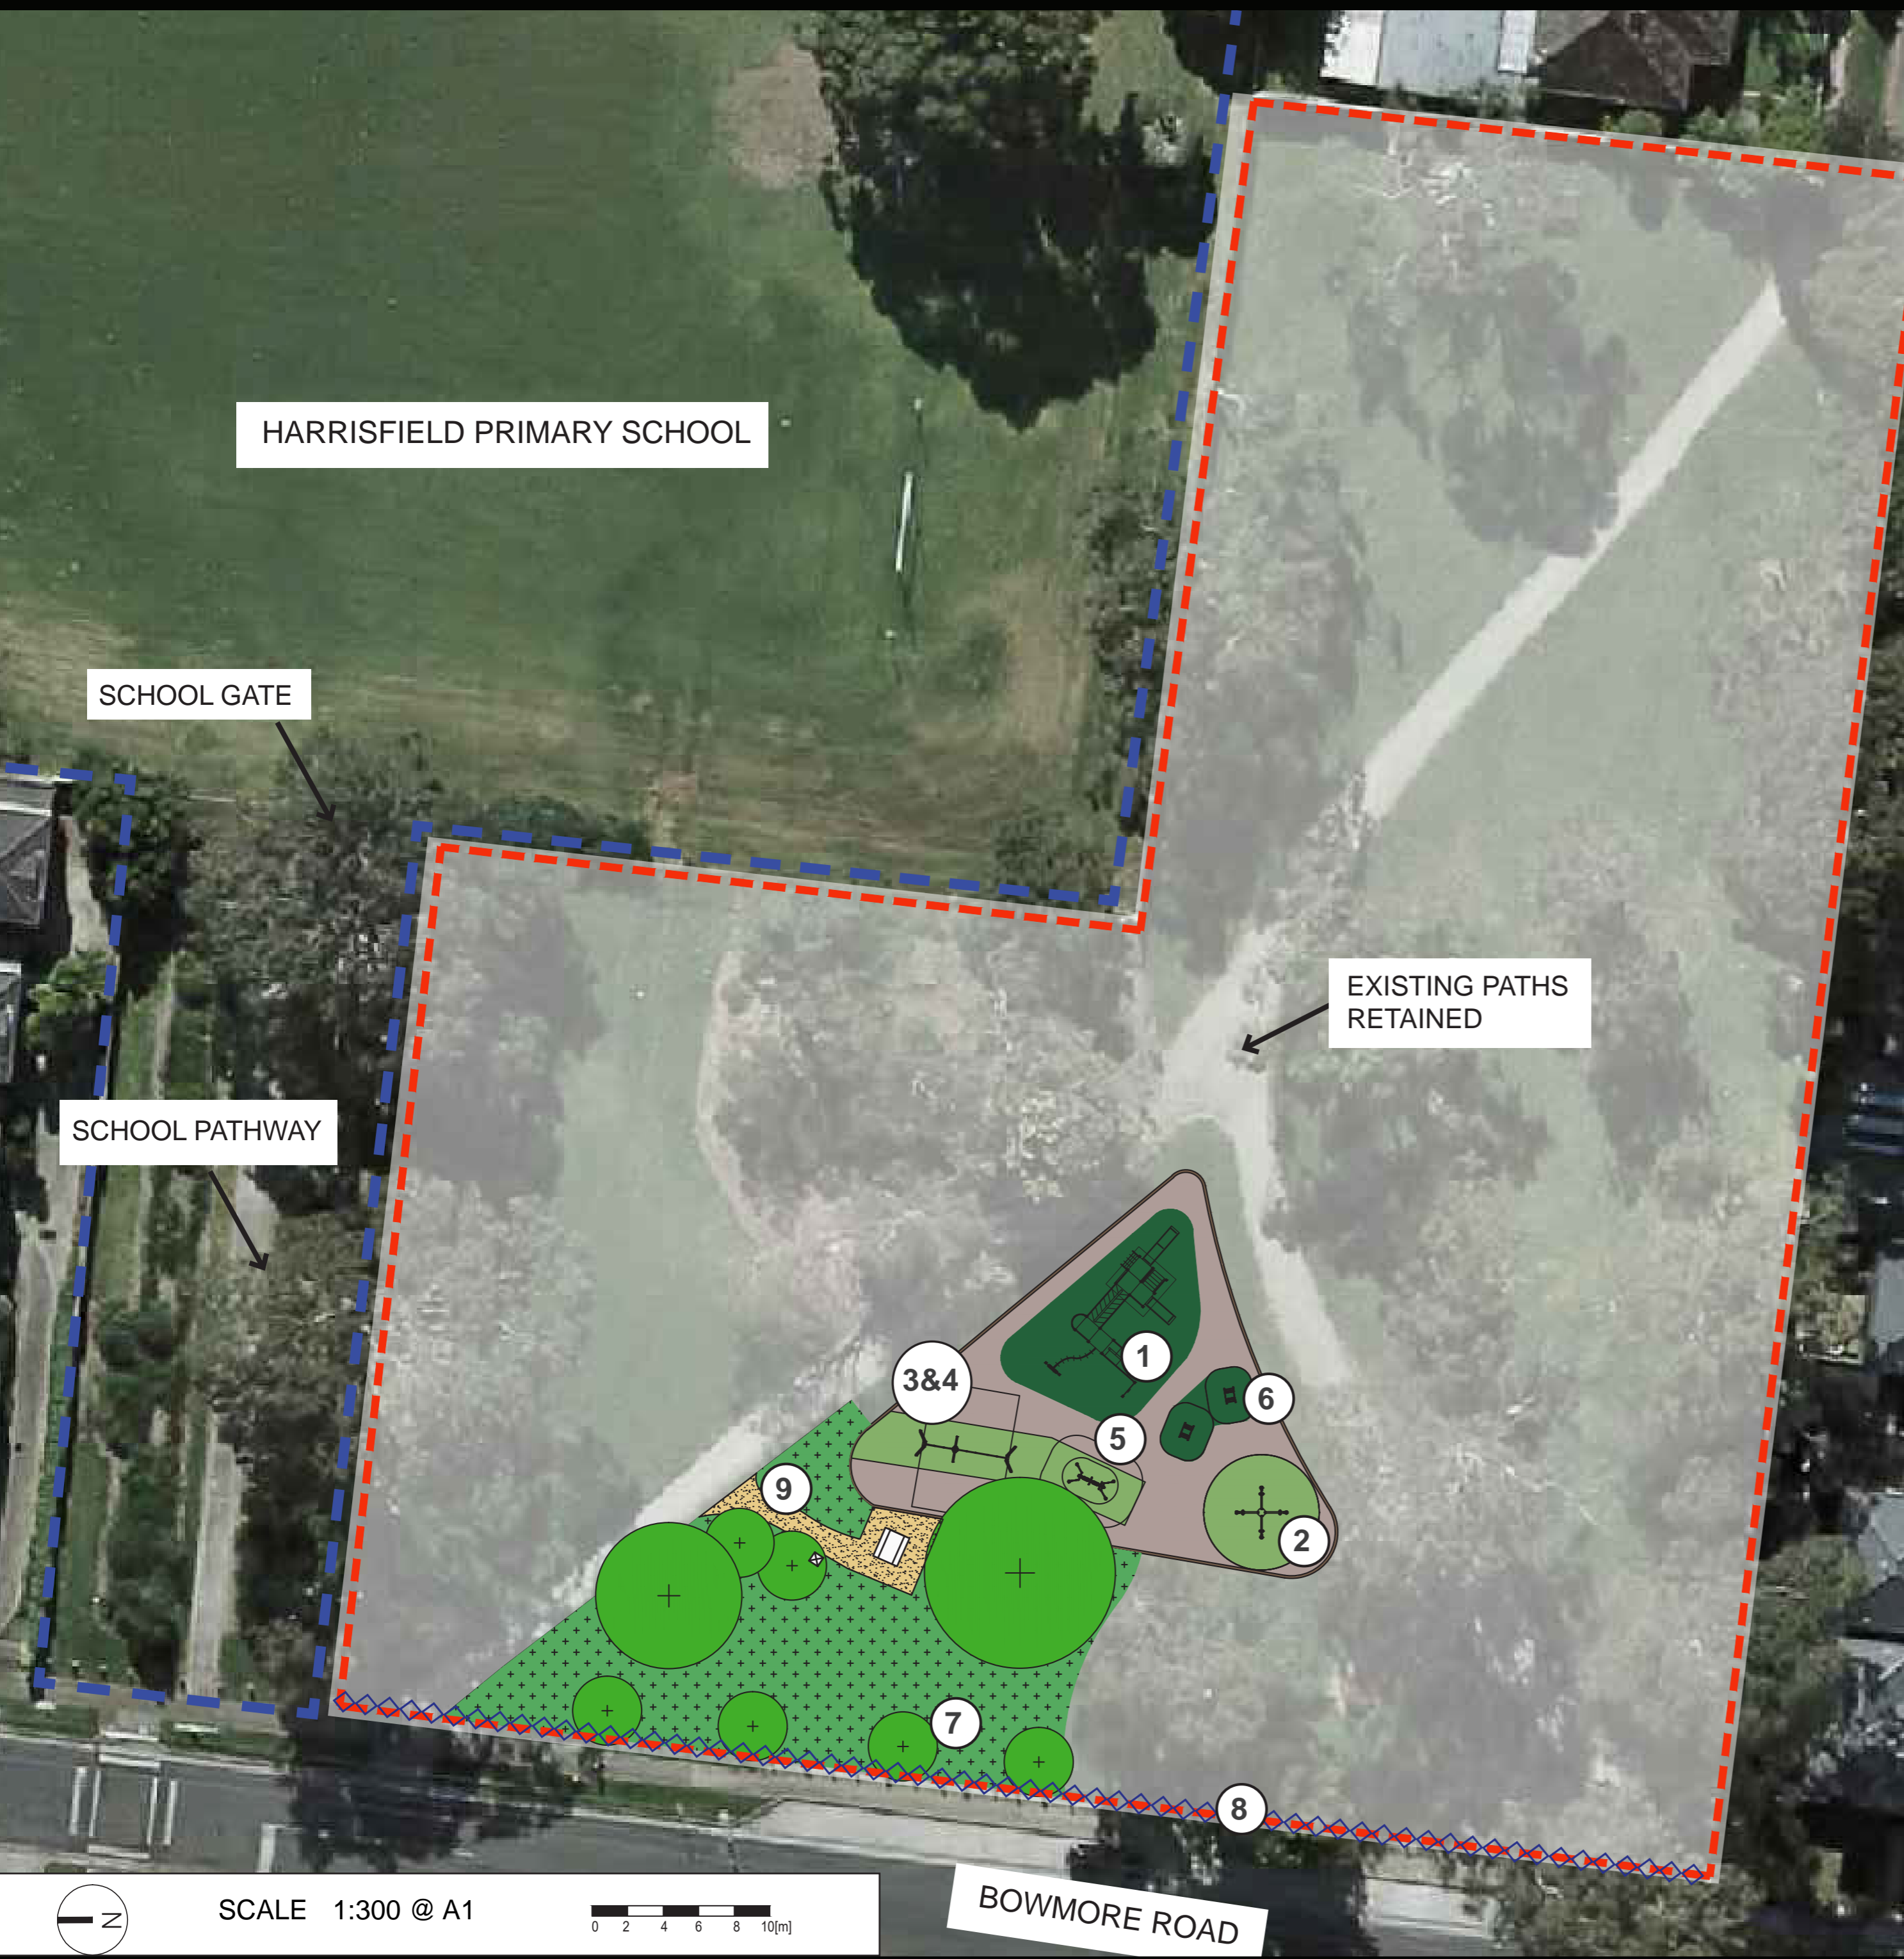 HARRISFIELD PRIMARY SCHOOL
SCHOOL GATE
EXISTING PATHS
RETAINED
SCHOOL PATHWAY
1
3&4
6
5
9
2
7
8
N
SCALE 1:300 @ A1
0 2 4 6 8 10[m]
BOWMORE ROAD